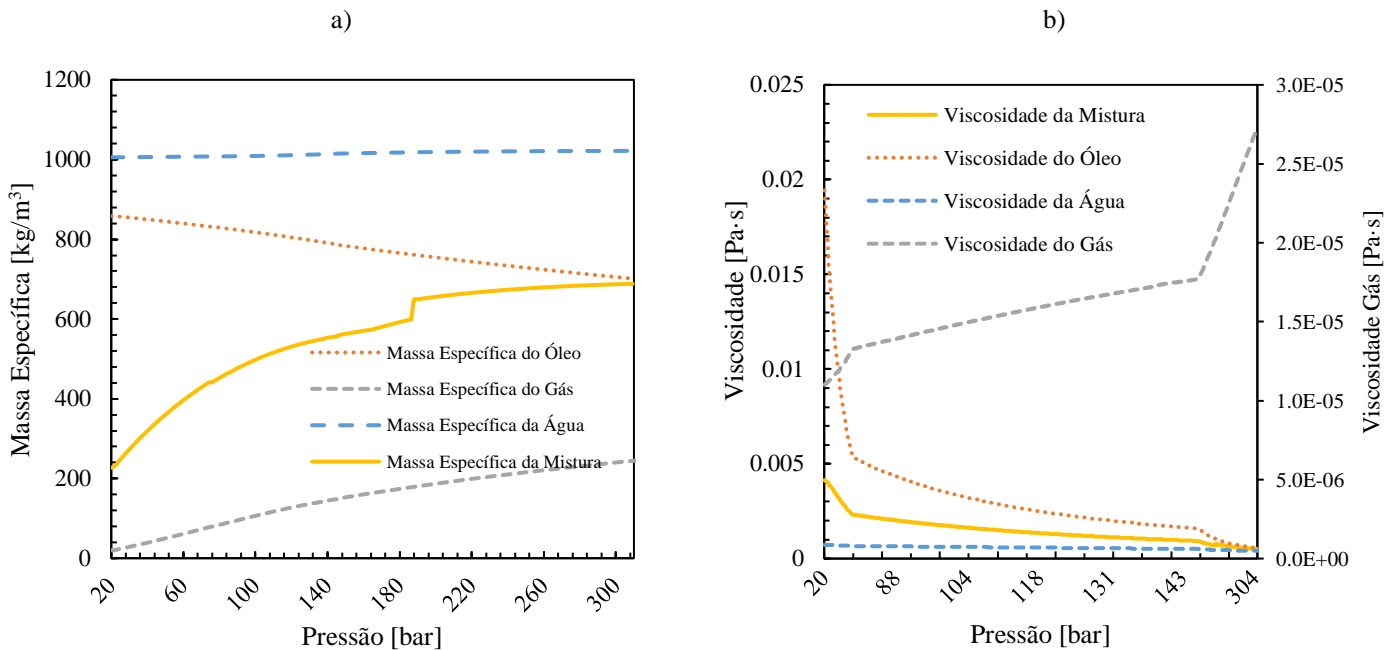 a)
Massa Específica [kg/m³]
1200
1000
800
600
400
200
0
Massa Específica do Óleo
Massa Específica do Gás
Massa Específica da Água
Massa Específica da Mistura
20
60
100
140
180
220
260
300
Pressão [bar]
b)
Viscosidade [Pa·s]
0.025
0.02
0.015
0.01
0.005
0
Viscosidade da Mistura
Viscosidade do Óleo
Viscosidade da Água
Viscosidade do Gás
3.0E-05
2.5E-05
2.0E-05
1.5E-05
1.0E-05
5.0E-06
0.0E+00
Viscosidade Gás [Pa·s]
20
88
104
118
131
143
304
Pressão [bar]